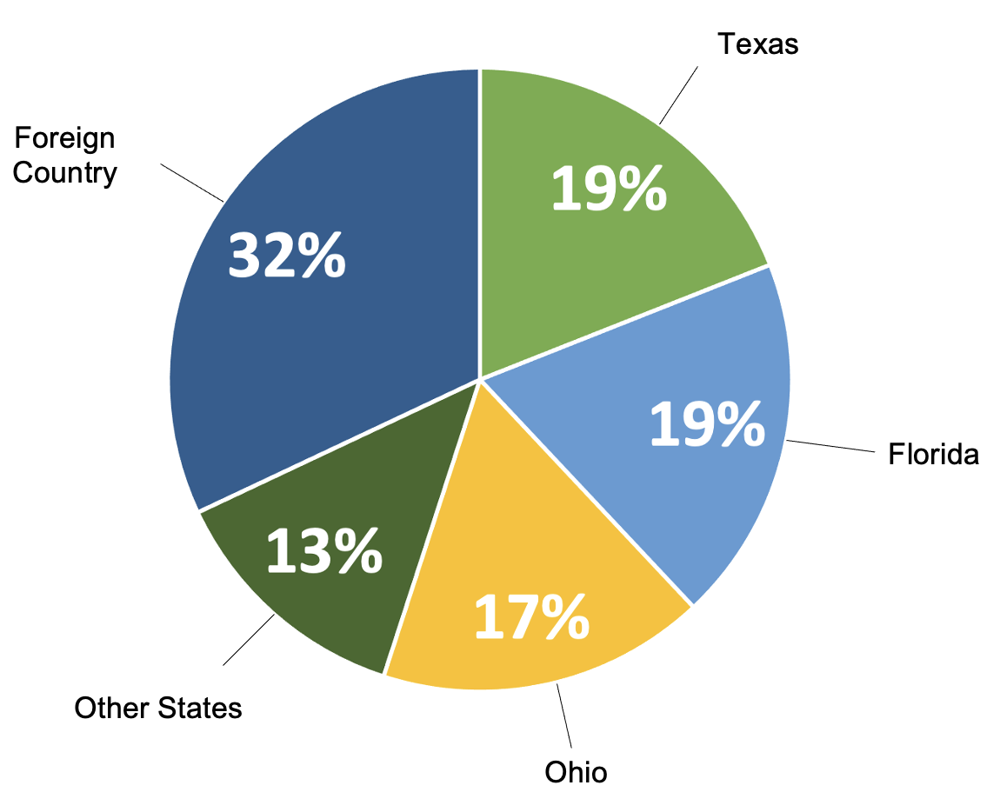 Texas
Foreign
Country
19%
32%
19%
Florida
13%
17%
Other States
Ohio